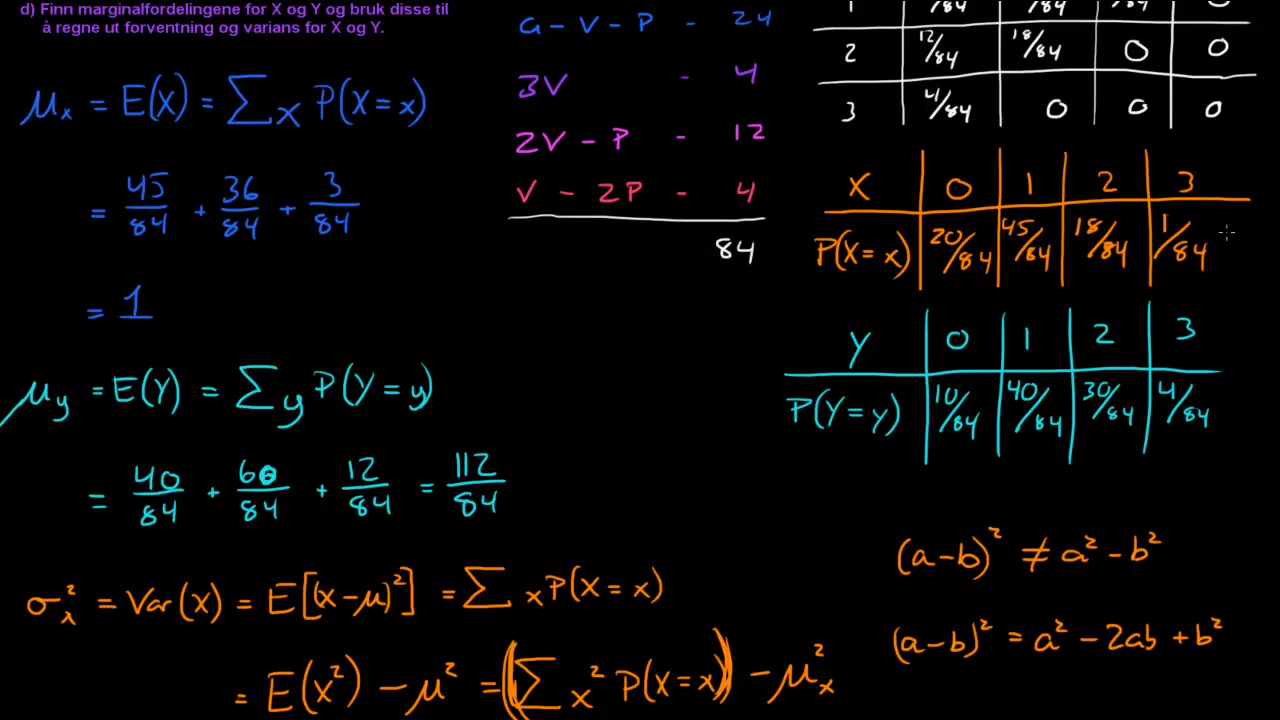 d) Finn marginalfordelingene for X og Y og bruk disse til
å regne ut forventning og varians for X og Y.
μx = E(X) = Σ x P(X = x)
= 45/84 + 36/84 + 3/84
= 1
μy = E(Y) = Σ y P(Y = y)
= 40/84 + 60/84 + 12/84 = 112/84
σx² = Var(x) = E[(x-μ)²] = Σ x P(X = x)
= E(x²) - μ² = (Σ x² P(X = x)) - μx²
a - V - P - 24
3V - 4
2V - P - 12
V - 2P - 4
84
2 12/84 18/84 0 0
3 4/84 0 0 0
X 0 1 2 3
P(X = x) 20/84 45/84 18/84 1/84
Y 0 1 2 3
P(Y = y) 10/84 40/84 30/84 4/84
(a-b)² ≠ a² - b²
(a-b)² = a² - 2ab + b²